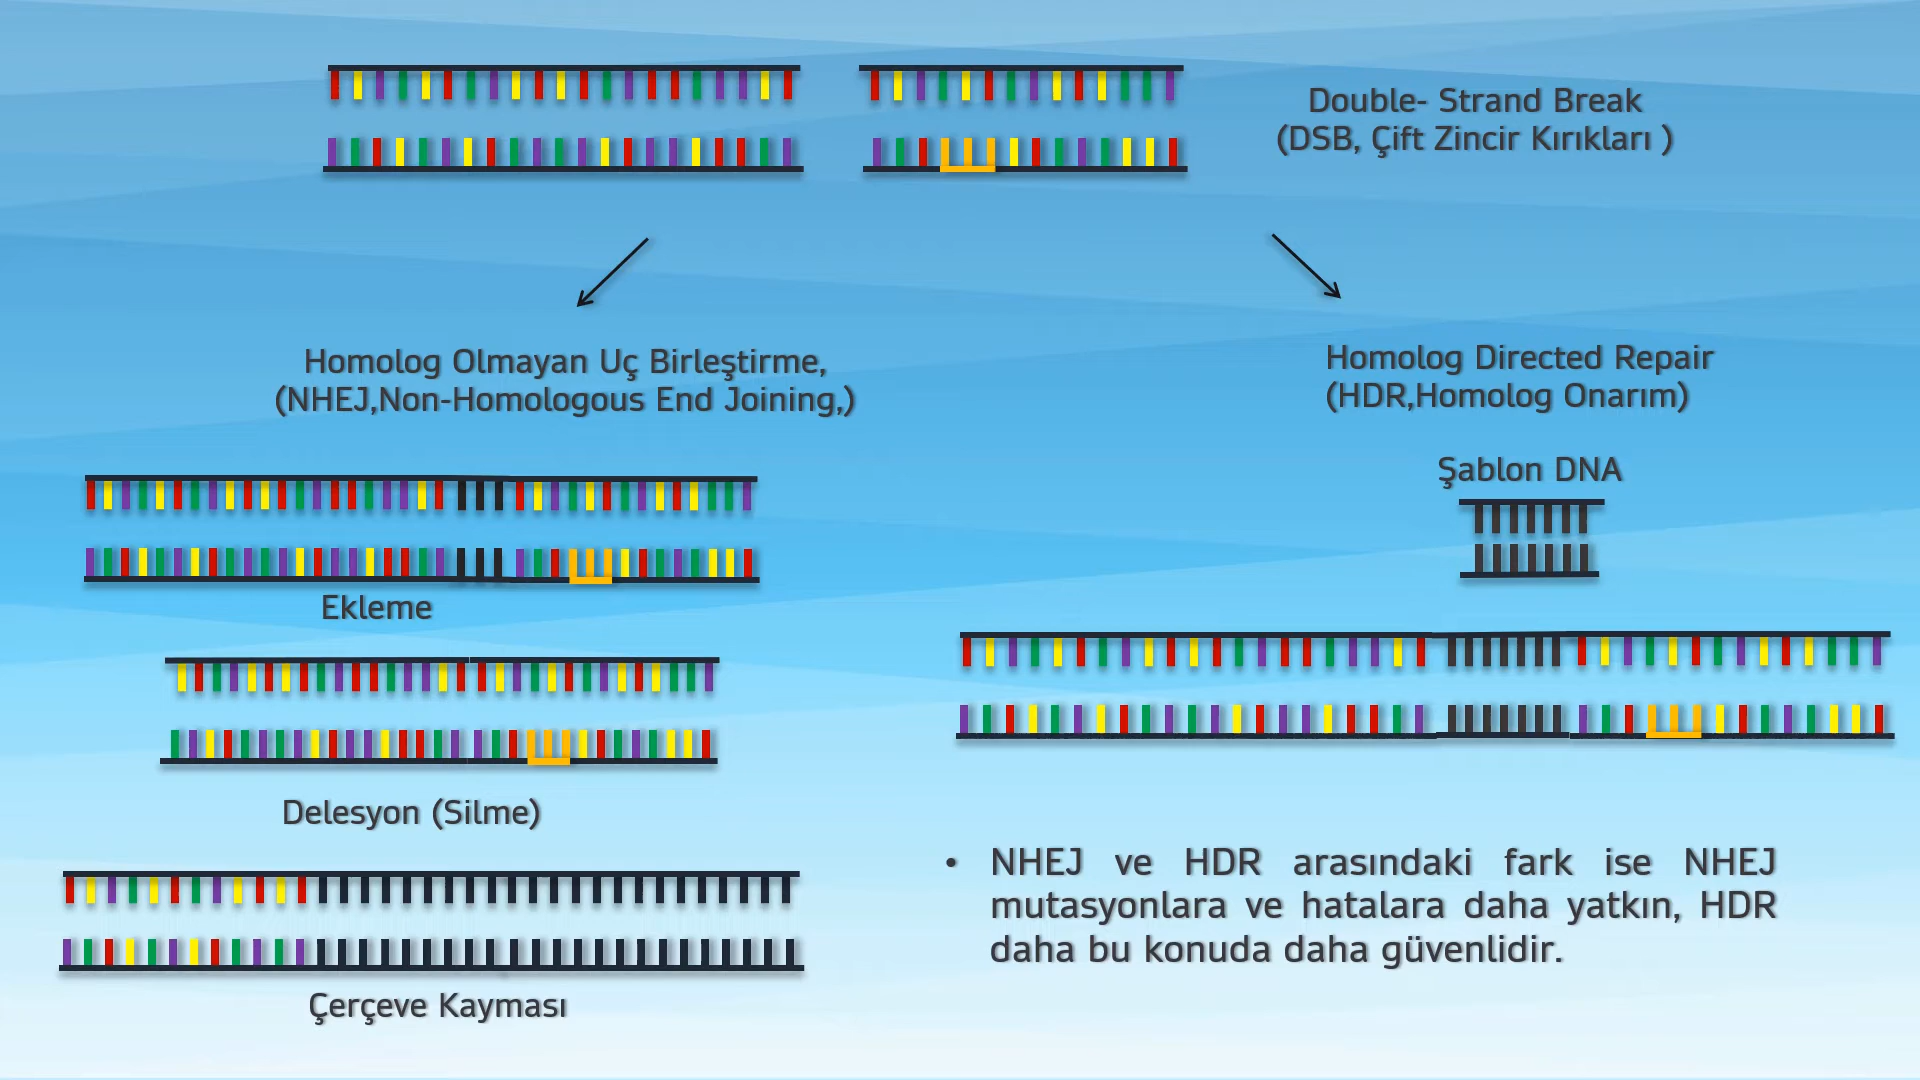 Double- Strand Break
(DSB, Çift Zincir Kırıkları )
Homolog Olmayan Uç Birleştirme,
(NHEJ,Non-Homologous End Joining,)
Homolog Directed Repair
(HDR,Homolog Onarım)
Şablon DNA
Ekleme
Delesyon (Silme)
Çerçeve Kayması
• NHEJ ve HDR arasındaki fark ise NHEJ
mutasyonlara ve hatalara daha yatkın, HDR
daha bu konuda daha güvenlidir.